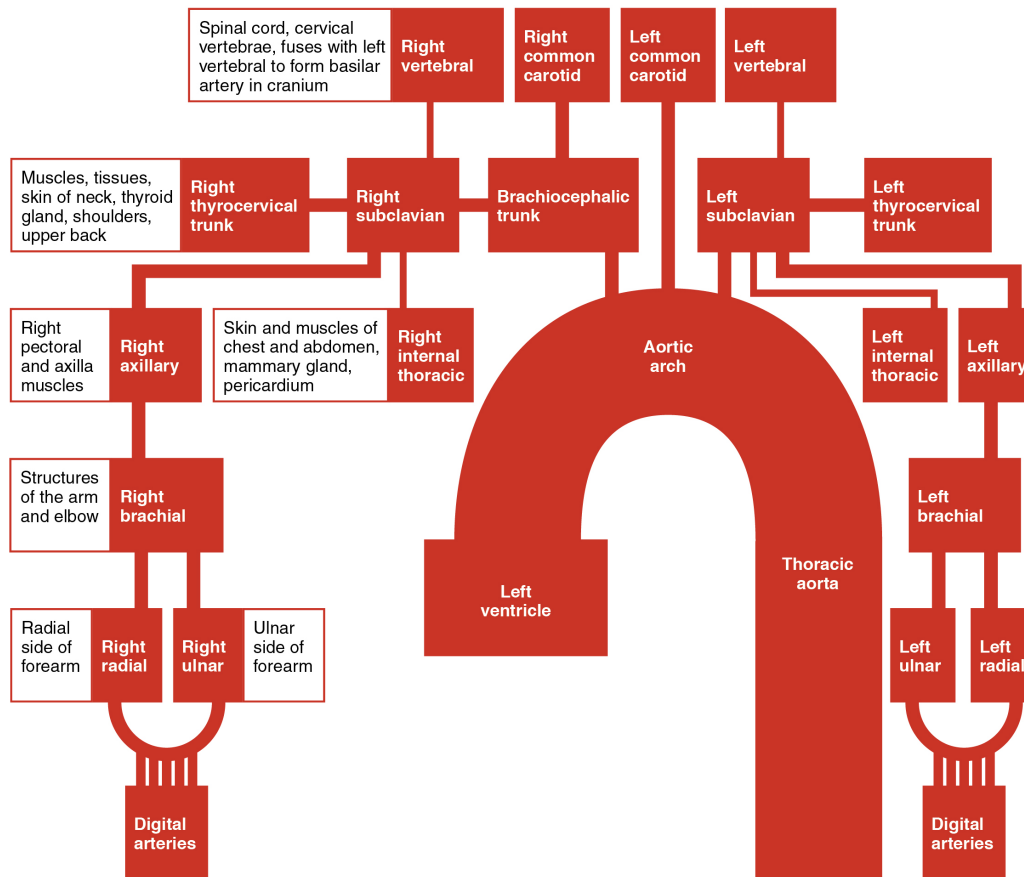 Spinal cord, cervical
vertebrae, fuses with left
vertebral to form basilar
artery in cranium
Right
vertebral
Right
common
carotid
Left
common
carotid
Left
vertebral
Muscles, tissues,
skin of neck, thyroid
gland, shoulders,
upper back
Right
thyrocervical
trunk
Right
subclavian
Brachiocephalic
trunk
Left
subclavian
Left
thyrocervical
trunk
Right
pectoral
and axilla
muscles
Right
axillary
Skin and muscles of
chest and abdomen,
mammary gland,
pericardium
Right
internal
thoracic
Aortic
arch
Left
internal
thoracic
Left
axillary
Structures
of the arm
and elbow
Right
brachial
Left
brachial
Left
ventricle
Thoracic
aorta
Radial
side of
forearm
Right
radial
Right
ulnar
Ulnar
side of
forearm
Left
ulnar
Left
radial
Digital
arteries
Digital
arteries